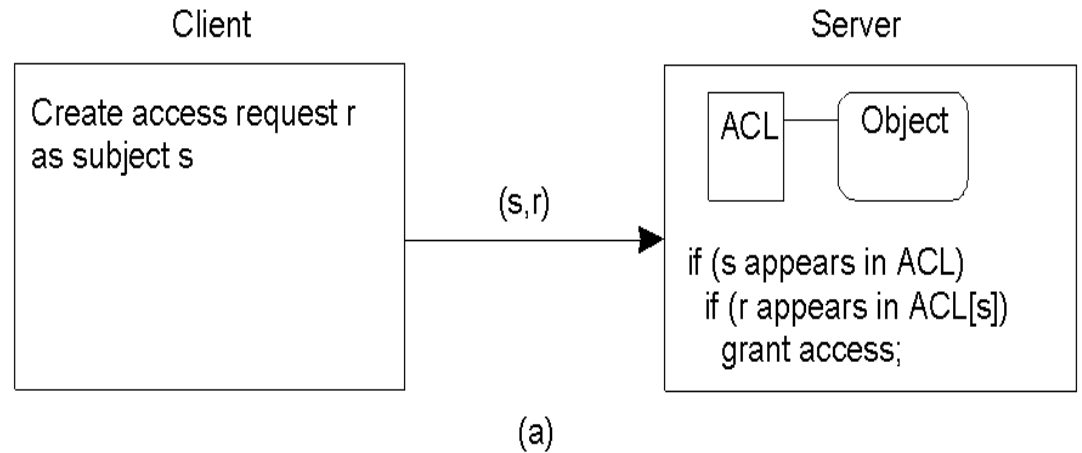 Client
Server
Create access request r
as subject s
ACL
Object
(s,r)
if (s appears in ACL)
if (r appears in ACL[s])
grant access;
(a)